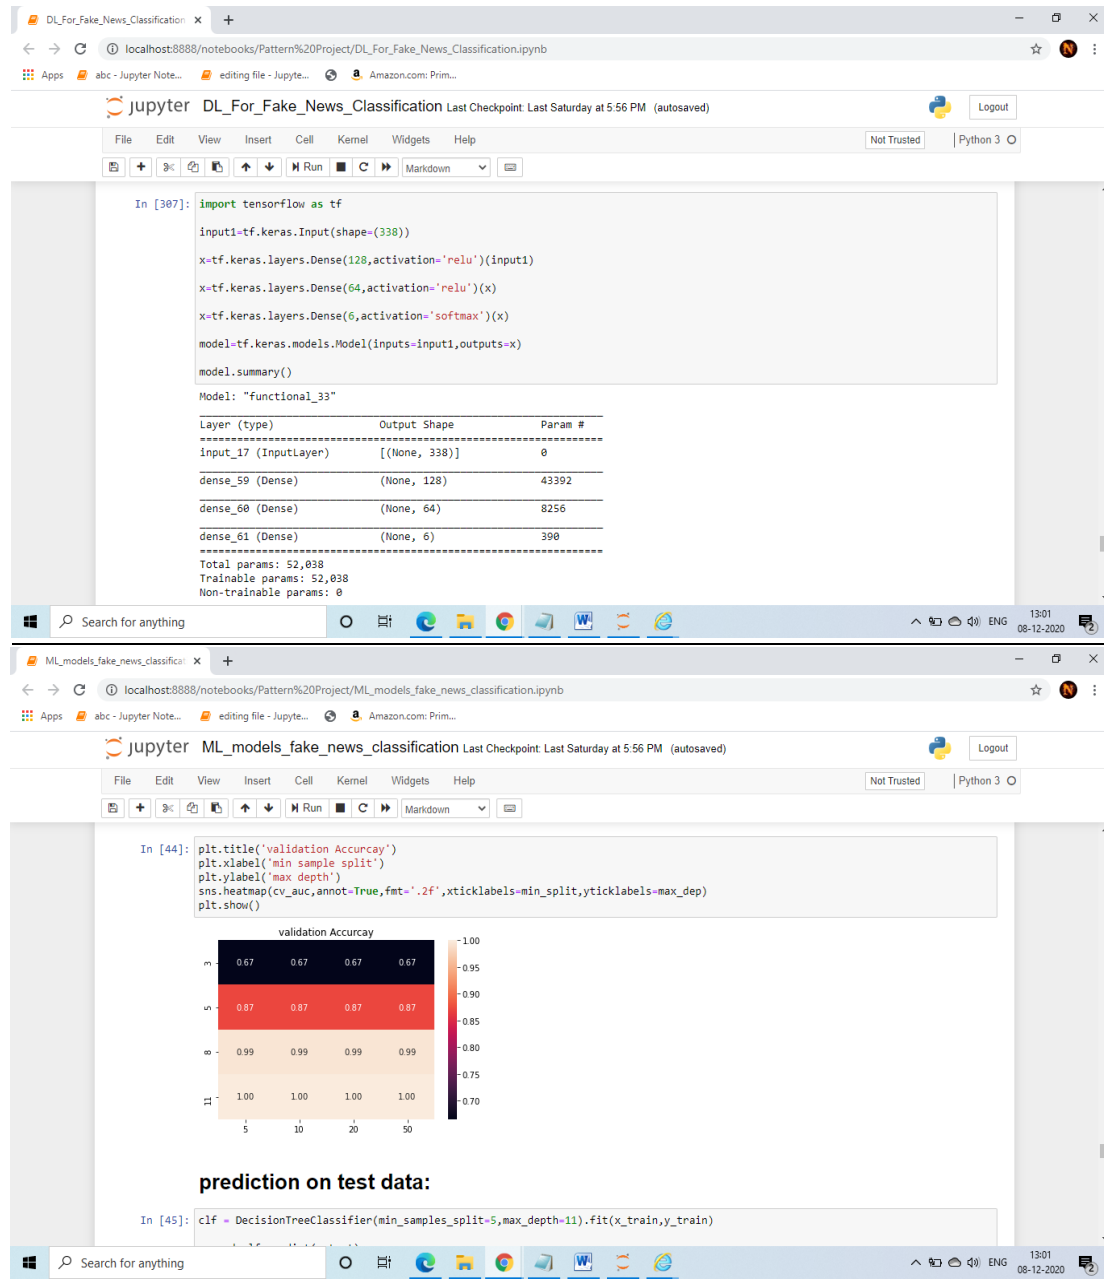 DL_For_Fake_News_Classification
localhost:8888/notebooks/Pattern%20Project/DL_For_Fake_News_Classification.ipynb
Apps abc - Jupyter Note... editing file - Jupyte... Amazon.com: Prim...
jupyter DL_For_Fake_News_Classification Last Checkpoint: Last Saturday at 5:56 PM (autosaved) Logout
File Edit View Insert Cell Kernel Widgets Help Not Trusted Python 3
Run Markdown
In [307]: import tensorflow as tf
input1=tf.keras.Input(shape=(338))
x=tf.keras.layers.Dense(128,activation='relu')(input1)
x=tf.keras.layers.Dense(64,activation='relu')(x)
x=tf.keras.layers.Dense(6,activation='softmax')(x)
model=tf.keras.models.Model(inputs=input1,outputs=x)
model.summary()
Model: "functional_33"
Layer (type) Output Shape Param #
input_17 (InputLayer) [(None, 338)] 0
dense_59 (Dense) (None, 128) 43392
dense_60 (Dense) (None, 64) 8256
dense_61 (Dense) (None, 6) 390
Total params: 52,038
Trainable params: 52,038
Non-trainable params: 0
Search for anything ENG 13:01
08-12-2020 2
ML_models_fake_news_classificat
localhost:8888/notebooks/Pattern%20Project/ML_models_fake_news_classification.ipynb
Apps abc - Jupyter Note... editing file - Jupyte... Amazon.com: Prim...
jupyter ML_models_fake_news_classification Last Checkpoint: Last Saturday at 5:56 PM (autosaved) Logout
File Edit View Insert Cell Kernel Widgets Help Not Trusted Python 3
Run Markdown
In [44]: plt.title('validation Accurcay')
plt.xlabel('min sample split')
plt.ylabel('max depth')
sns.heatmap(cv_auc,annot=True,fmt='.2f',xticklabels=min_split,yticklabels=max_dep)
plt.show()
validation Accurcay
3 0.67 0.67 0.67 0.67
5 0.87 0.87 0.87 0.87
8 0.99 0.99 0.99 0.99
11 1.00 1.00 1.00 1.00
5 10 20 50
1.00
0.95
0.90
0.85
0.80
0.75
0.70
prediction on test data:
In [45]: clf = DecisionTreeClassifier(min_samples_split=5,max_depth=11).fit(x_train,y_train)
Search for anything ENG 13:01
08-12-2020 2